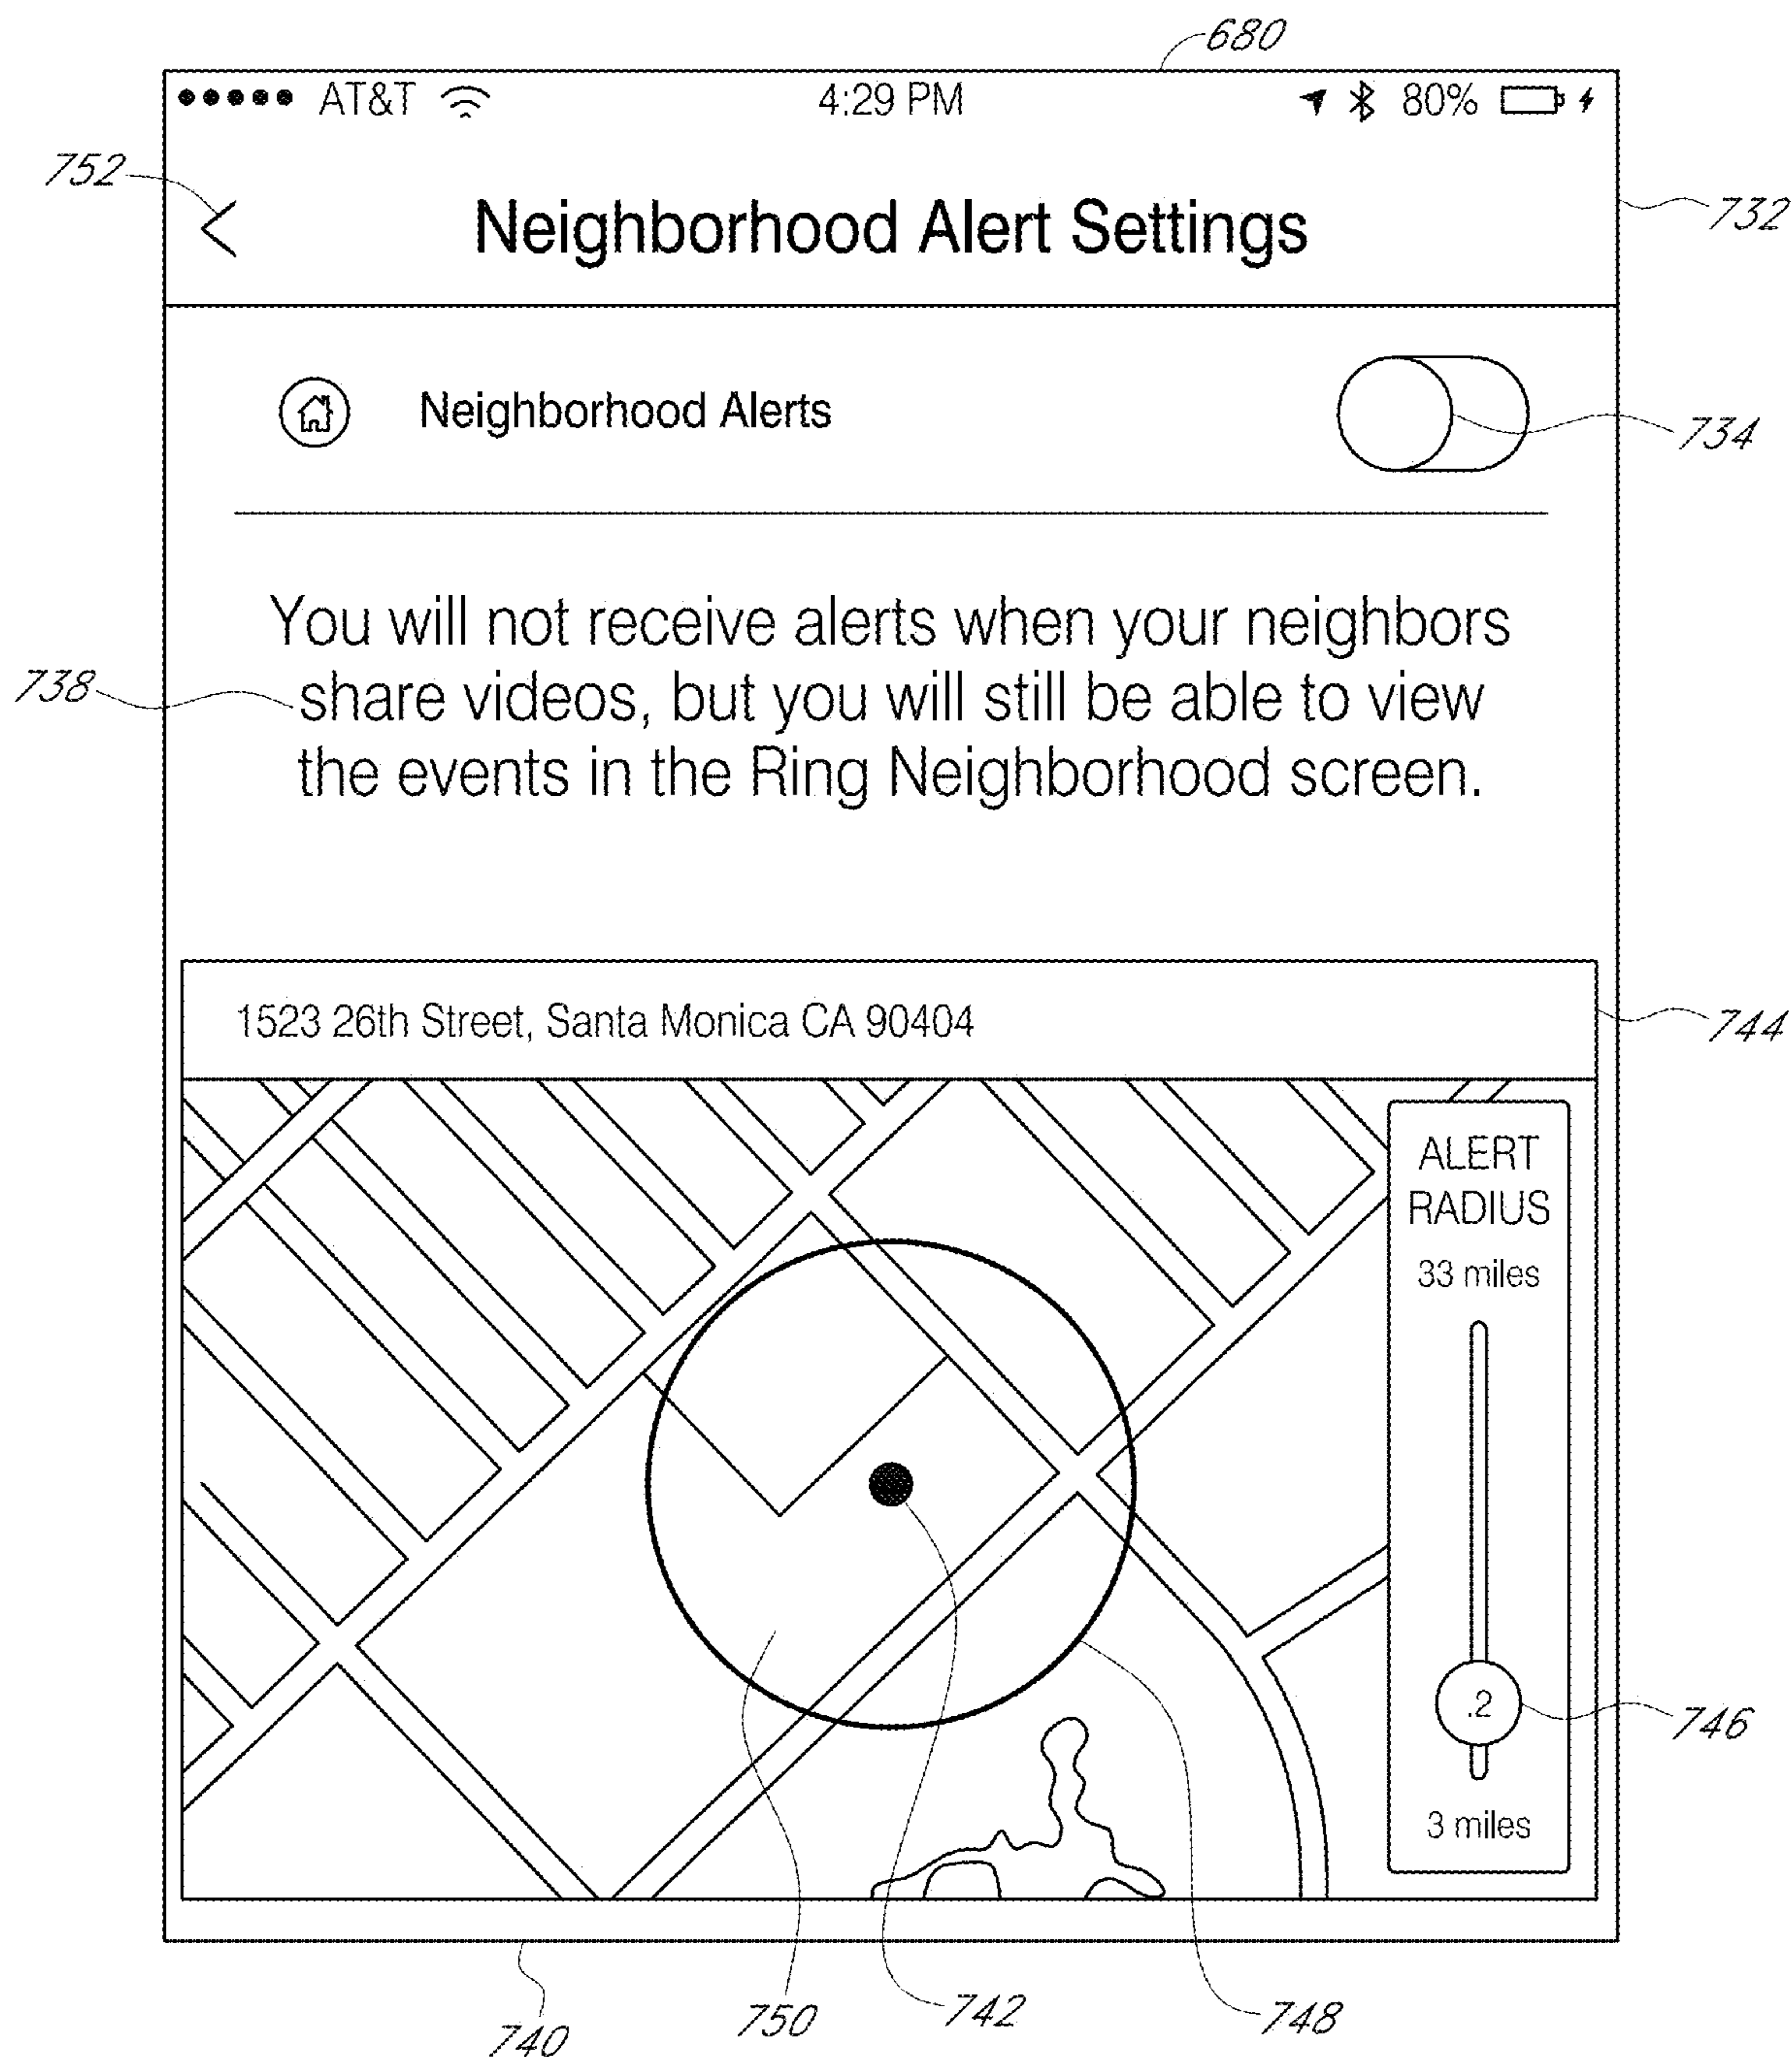 680
AT&T 4:29 PM 80%
752
Neighborhood Alert Settings
732
Neighborhood Alerts
734
You will not receive alerts when your neighbors
738
share videos, but you will still be able to view
the events in the Ring Neighborhood screen.
1523 26th Street, Santa Monica CA 90404
744
ALERT
RADIUS
33 miles
.2
746
3 miles
740
750
742
748